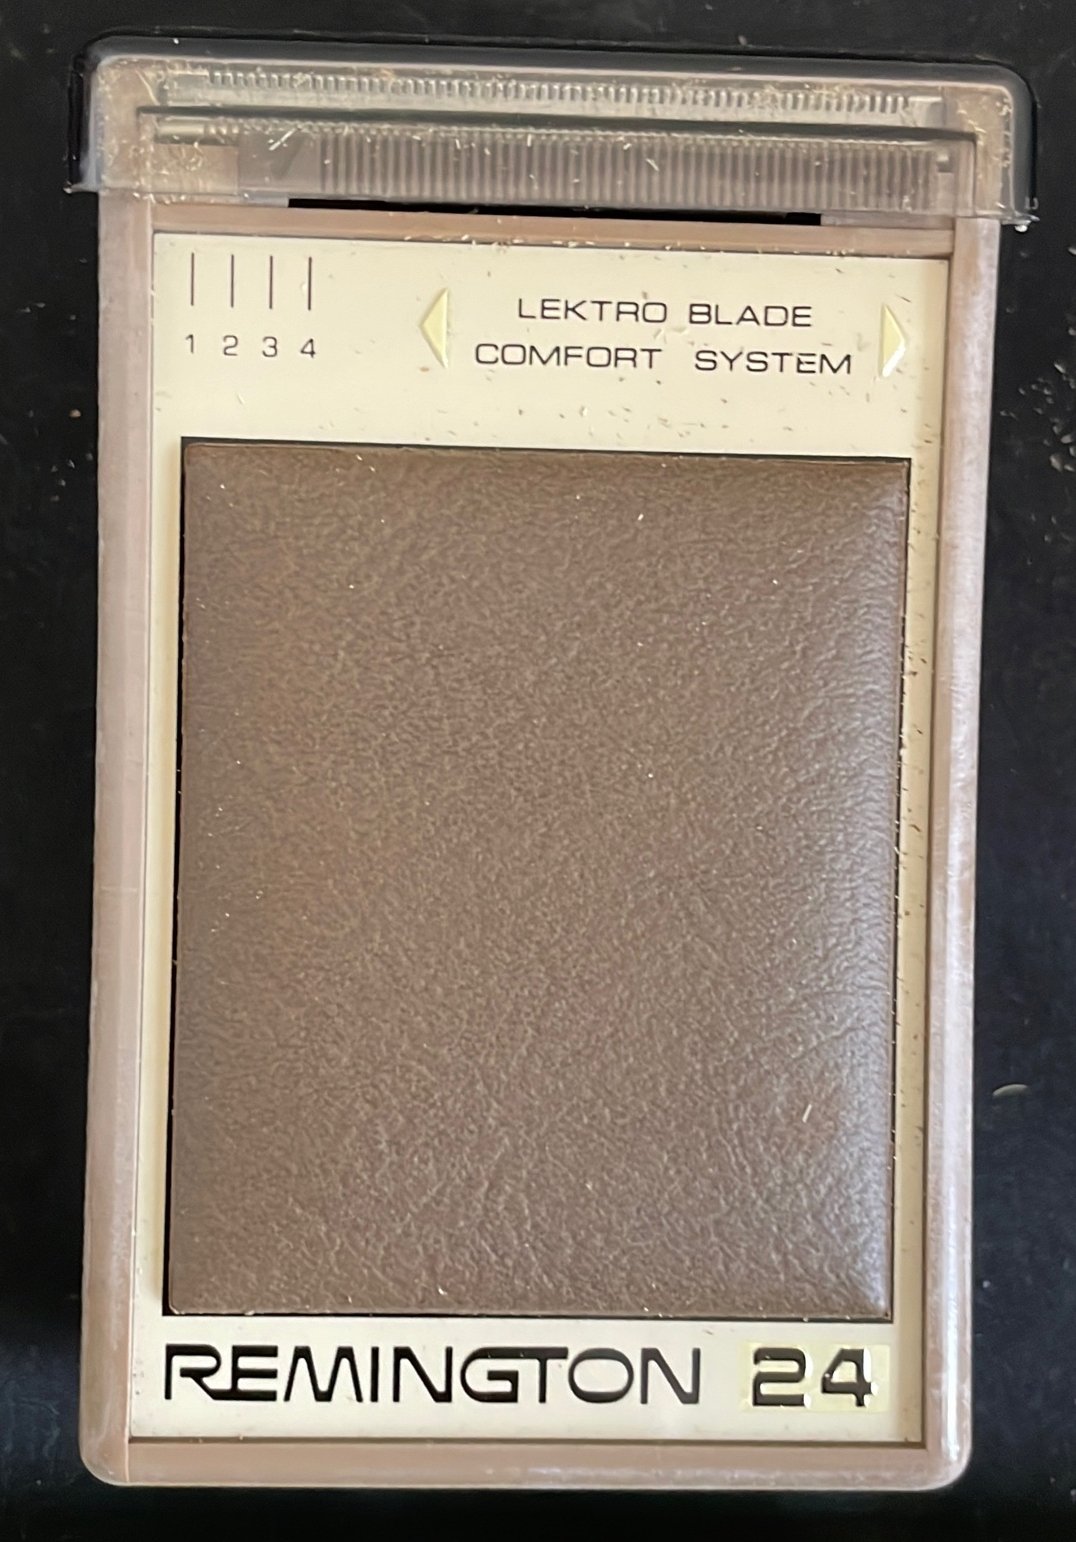 1 2 3 4
LEKTRO BLADE
COMFORT SYSTEM
REMINGTON 24